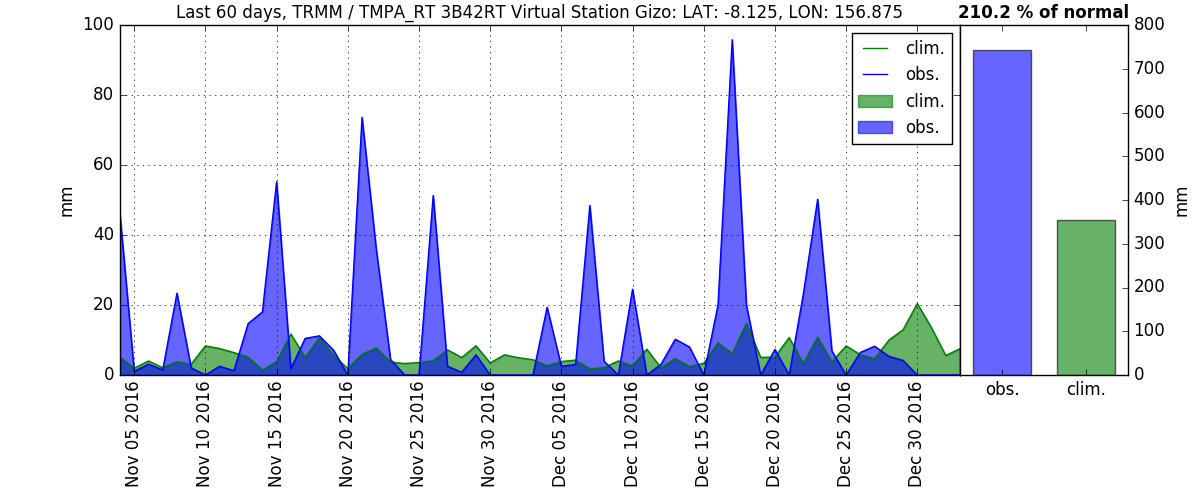 Last 60 days, TRMM / TMPA_RT 3B42RT Virtual Station Gizo: LAT: -8.125, LON: 156.875
210.2 % of normal
100
80
60
40
20
0
mm
clim.
obs.
clim.
obs.
800
700
600
500
400
300
200
100
0
mm
obs.
clim.
Nov 05 2016
Nov 10 2016
Nov 15 2016
Nov 20 2016
Nov 25 2016
Nov 30 2016
Dec 05 2016
Dec 10 2016
Dec 15 2016
Dec 20 2016
Dec 25 2016
Dec 30 2016